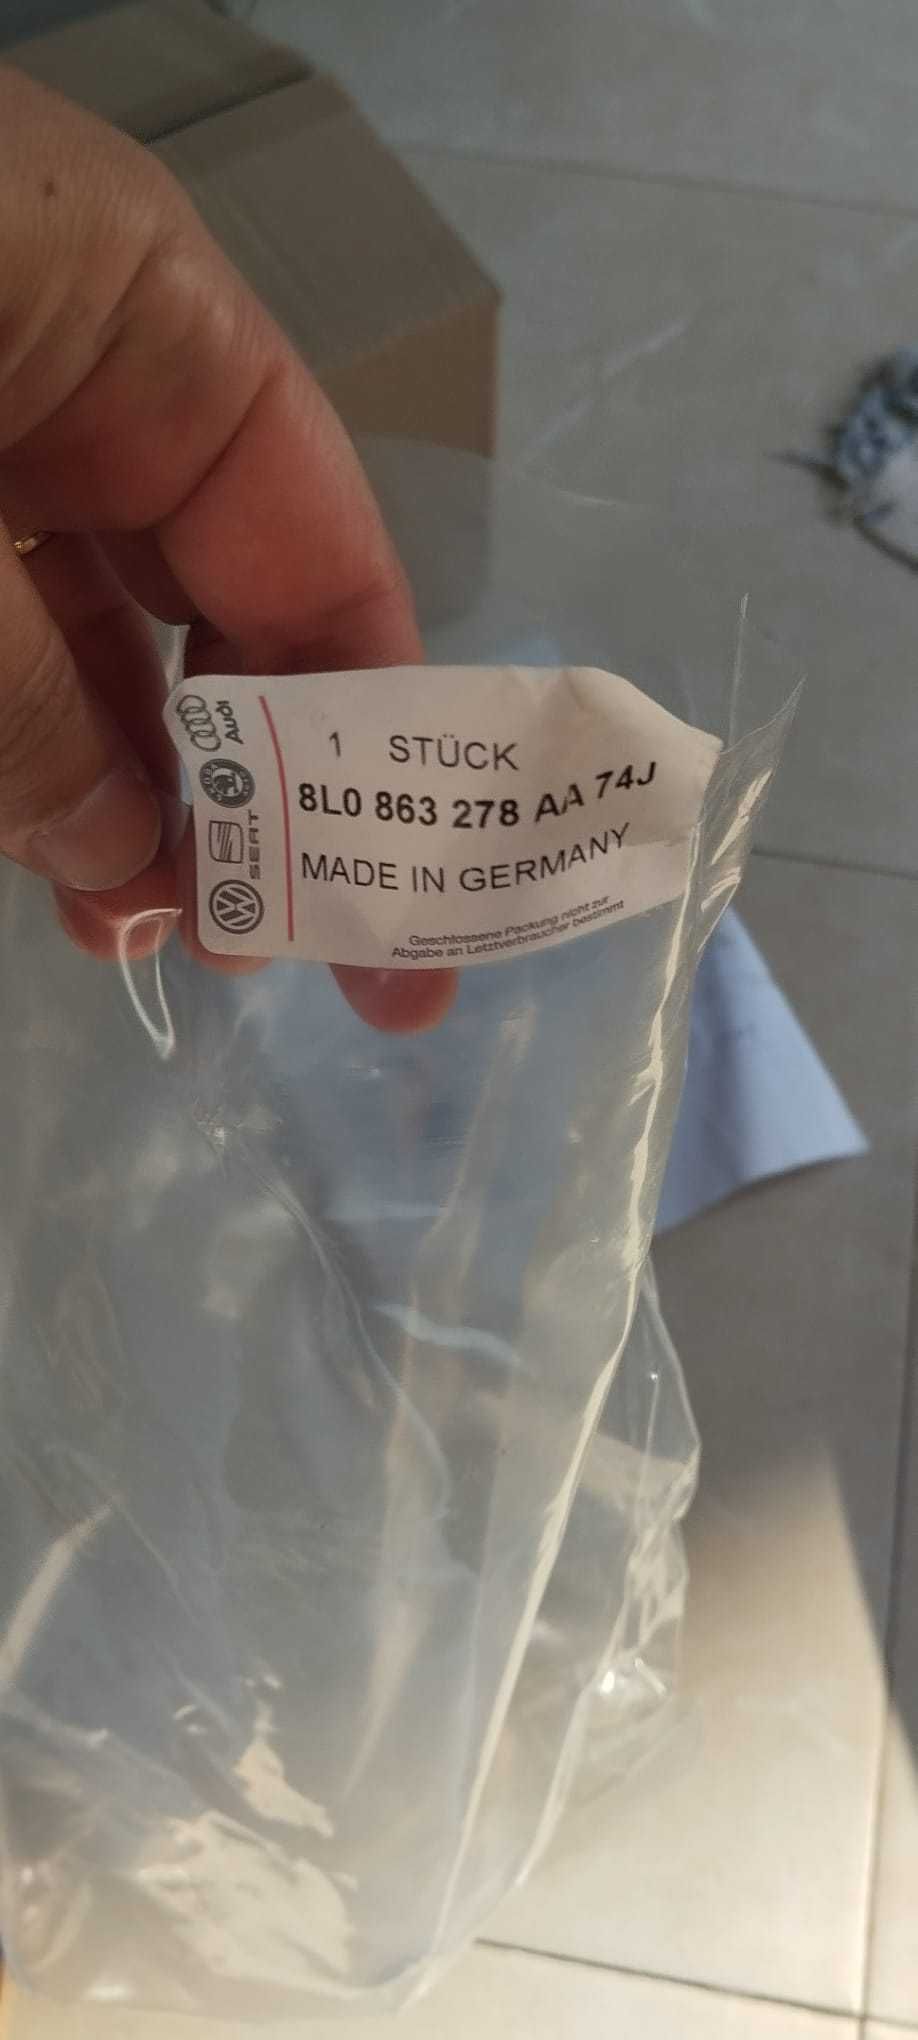 1 STÜCK
8L0 863 278 AA 74J
MADE IN GERMANY
Geschlossene Packung nicht zur
Abgabe an Letztverbraucher bestimmt
Audi
SKODA
SEAT